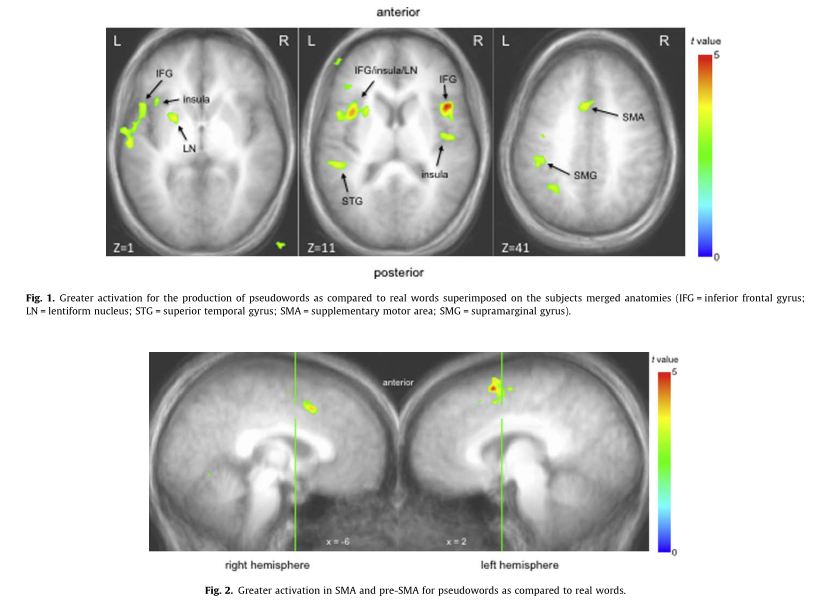 anterior
L R L R L R
t value
5
IFG
insula
LN
IFG/insula/LN
IFG
insula
STG
SMA
SMG
Z=1
Z=11
Z=41
0
posterior
Fig. 1. Greater activation for the production of pseudowords as compared to real words superimposed on the subjects merged anatomies (IFG = inferior frontal gyrus;
LN = lentiform nucleus; STG = superior temporal gyrus; SMA = supplementary motor area; SMG = supramarginal gyrus).
t value
5
anterior
x = -6
x = 2
0
right hemisphere
left hemisphere
Fig. 2. Greater activation in SMA and pre-SMA for pseudowords as compared to real words.